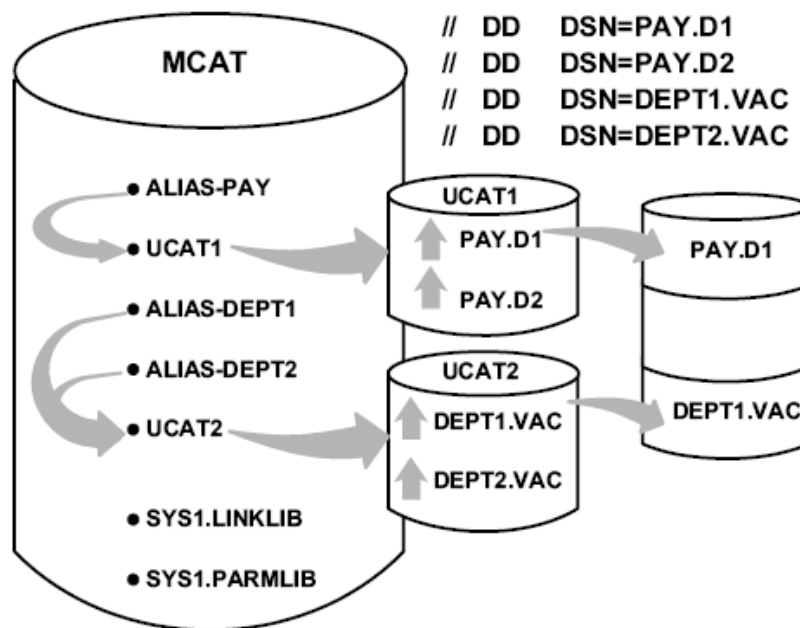 MCAT
// DD DSN=PAY.D1
// DD DSN=PAY.D2
// DD DSN=DEPT1.VAC
// DD DSN=DEPT2.VAC
ALIAS-PAY
UCAT1
ALIAS-DEPT1
ALIAS-DEPT2
UCAT2
SYS1.LINKLIB
SYS1.PARMLIB
UCAT1
PAY.D1
PAY.D2
UCAT2
DEPT1.VAC
DEPT2.VAC
PAY.D1
DEPT1.VAC